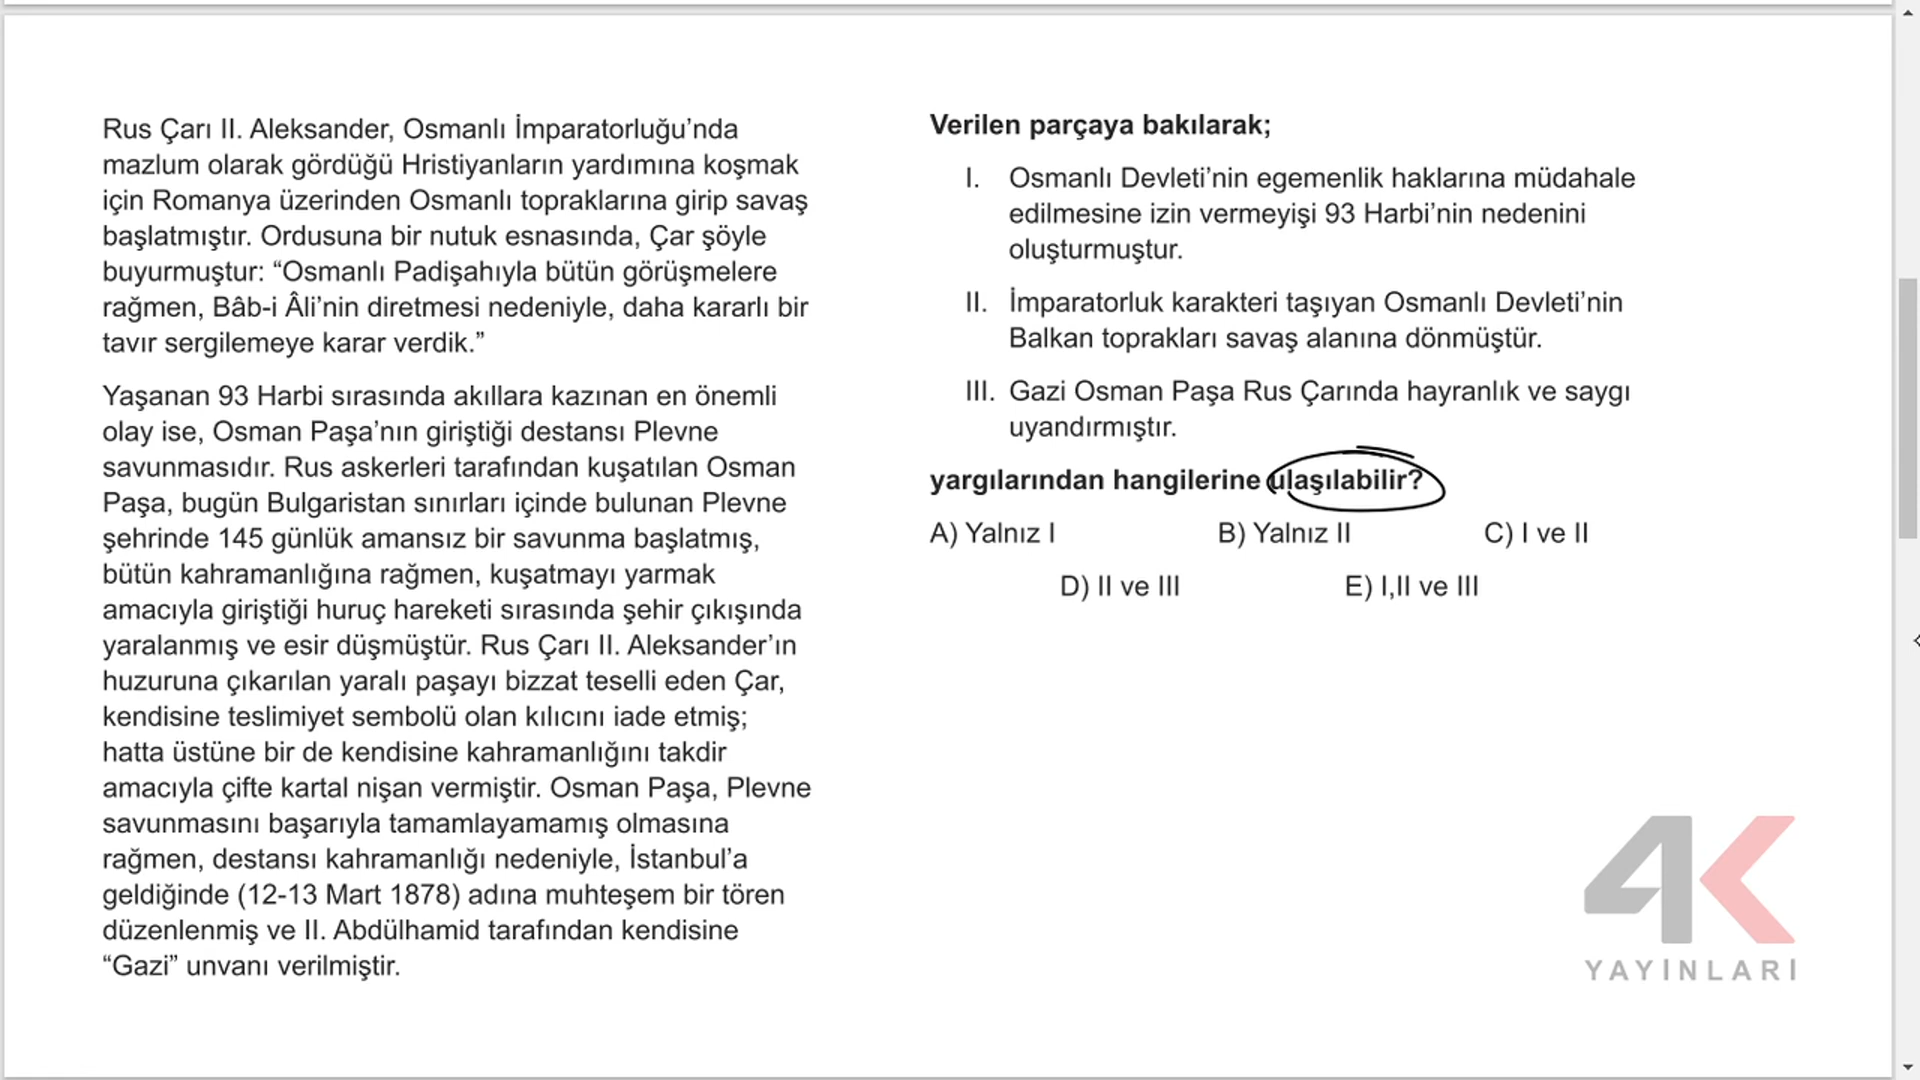 Rus Çarı II. Aleksander, Osmanlı İmparatorluğu’nda
mazlum olarak gördüğü Hristiyanların yardımına koşmak
için Romanya üzerinden Osmanlı topraklarına girip savaş
başlatmıştır. Ordusuna bir nutuk esnasında, Çar şöyle
buyurmuştur: “Osmanlı Padişahıyla bütün görüşmelere
rağmen, Bâb-i Âli’nin diretmesi nedeniyle, daha kararlı bir
tavır sergilemeye karar verdik.”
Yaşanan 93 Harbi sırasında akıllara kazınan en önemli
olay ise, Osman Paşa’nın giriştiği destansı Plevne
savunmasıdır. Rus askerleri tarafından kuşatılan Osman
Paşa, bugün Bulgaristan sınırları içinde bulunan Plevne
şehrinde 145 günlük amansız bir savunma başlatmış,
bütün kahramanlığına rağmen, kuşatmayı yarmak
amacıyla giriştiği huruç hareketi sırasında şehir çıkışında
yaralanmış ve esir düşmüştür. Rus Çarı II. Aleksander’ın
huzuruna çıkarılan yaralı paşayı bizzat teselli eden Çar,
kendisine teslimiyet sembolü olan kılıcını iade etmiş;
hatta üstüne bir de kendisine kahramanlığını takdir
amacıyla çifte kartal nişan vermiştir. Osman Paşa, Plevne
savunmasını başarıyla tamamlayamamış olmasına
rağmen, destansı kahramanlığı nedeniyle, İstanbul’a
geldiğinde (12-13 Mart 1878) adına muhteşem bir tören
düzenlenmiş ve II. Abdülhamid tarafından kendisine
“Gazi” unvanı verilmiştir.
Verilen parçaya bakılarak;
I. Osmanlı Devleti’nin egemenlik haklarına müdahale
edilmesine izin vermeyişi 93 Harbi’nin nedenini
oluşturmuştur.
II. İmparatorluk karakteri taşıyan Osmanlı Devleti’nin
Balkan toprakları savaş alanına dönmüştür.
III. Gazi Osman Paşa Rus Çarında hayranlık ve saygı
uyandırmıştır.
yargılarından hangilerine ulaşılabilir?
A) Yalnız I B) Yalnız II C) I ve II
D) II ve III E) I,II ve III
4K
YAYINLARI